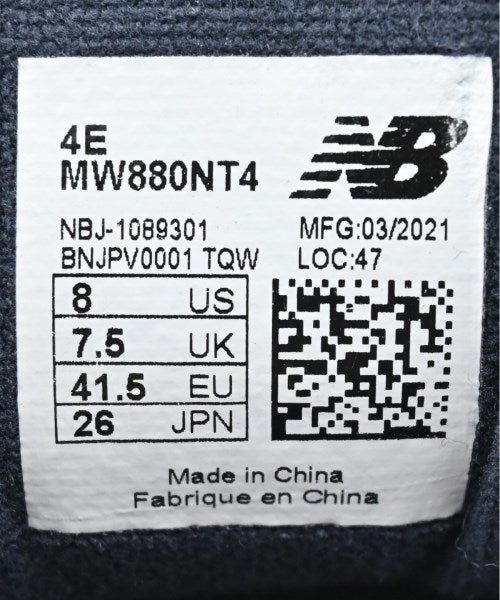 4E
MW880NT4
NB
NBJ-1089301
MFG:03/2021
BNJPV0001 TQW
LOC:47
8 US
7.5 UK
41.5 EU
26 JPN
Made in China
Fabrique en China